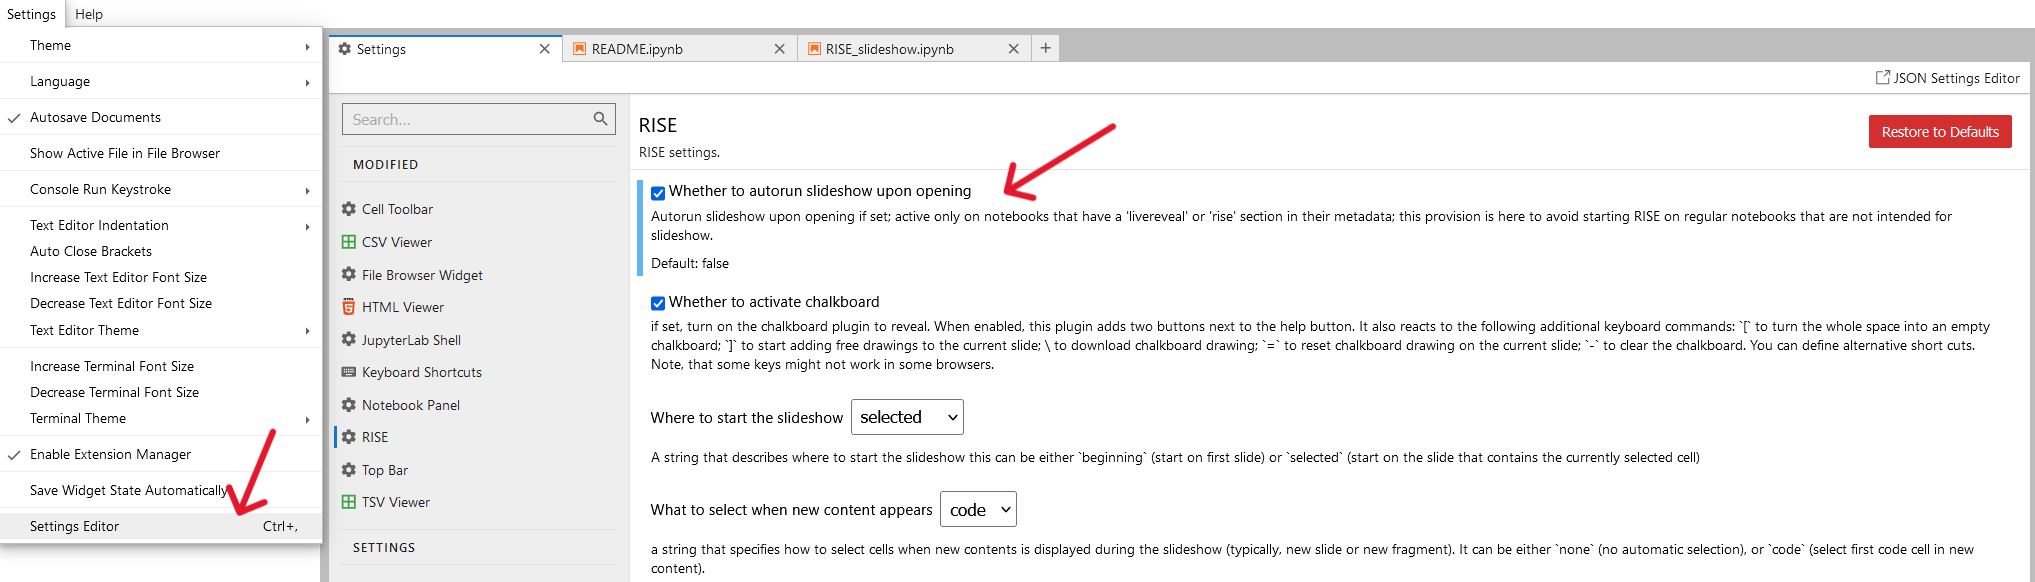 Settings Help
Theme
Language
Autosave Documents
Show Active File in File Browser
Console Run Keystroke
Text Editor Indentation
Auto Close Brackets
Increase Text Editor Font Size
Decrease Text Editor Font Size
Text Editor Theme
Increase Terminal Font Size
Decrease Terminal Font Size
Terminal Theme
Enable Extension Manager
Save Widget State Automatically
Settings Editor Ctrl+,
Settings README.ipynb RISE_slideshow.ipynb
JSON Settings Editor
Search...
MODIFIED
Cell Toolbar
CSV Viewer
File Browser Widget
HTML Viewer
JupyterLab Shell
Keyboard Shortcuts
Notebook Panel
RISE
Top Bar
TSV Viewer
SETTINGS
RISE
RISE settings.
Restore to Defaults
Whether to autorun slideshow upon opening
Autorun slideshow upon opening if set; active only on notebooks that have a 'livereveal' or 'rise' section in their metadata; this provision is here to avoid starting RISE on regular notebooks that are not intended for
slideshow.
Default: false
Whether to activate chalkboard
if set, turn on the chalkboard plugin to reveal. When enabled, this plugin adds two buttons next to the help button. It also reacts to the following additional keyboard commands: `[` to turn the whole space into an empty
chalkboard; `]` to start adding free drawings to the current slide; \ to download chalkboard drawing; `=` to reset chalkboard drawing on the current slide; `-` to clear the chalkboard. You can define alternative short cuts.
Note, that some keys might not work in some browsers.
Where to start the slideshow selected
A string that describes where to start the slideshow this can be either `beginning` (start on first slide) or `selected` (start on the slide that contains the currently selected cell)
What to select when new content appears code
a string that specifies how to select cells when new contents is displayed during the slideshow (typically, new slide or new fragment). It can be either `none` (no automatic selection), or `code` (select first code cell in new
content).